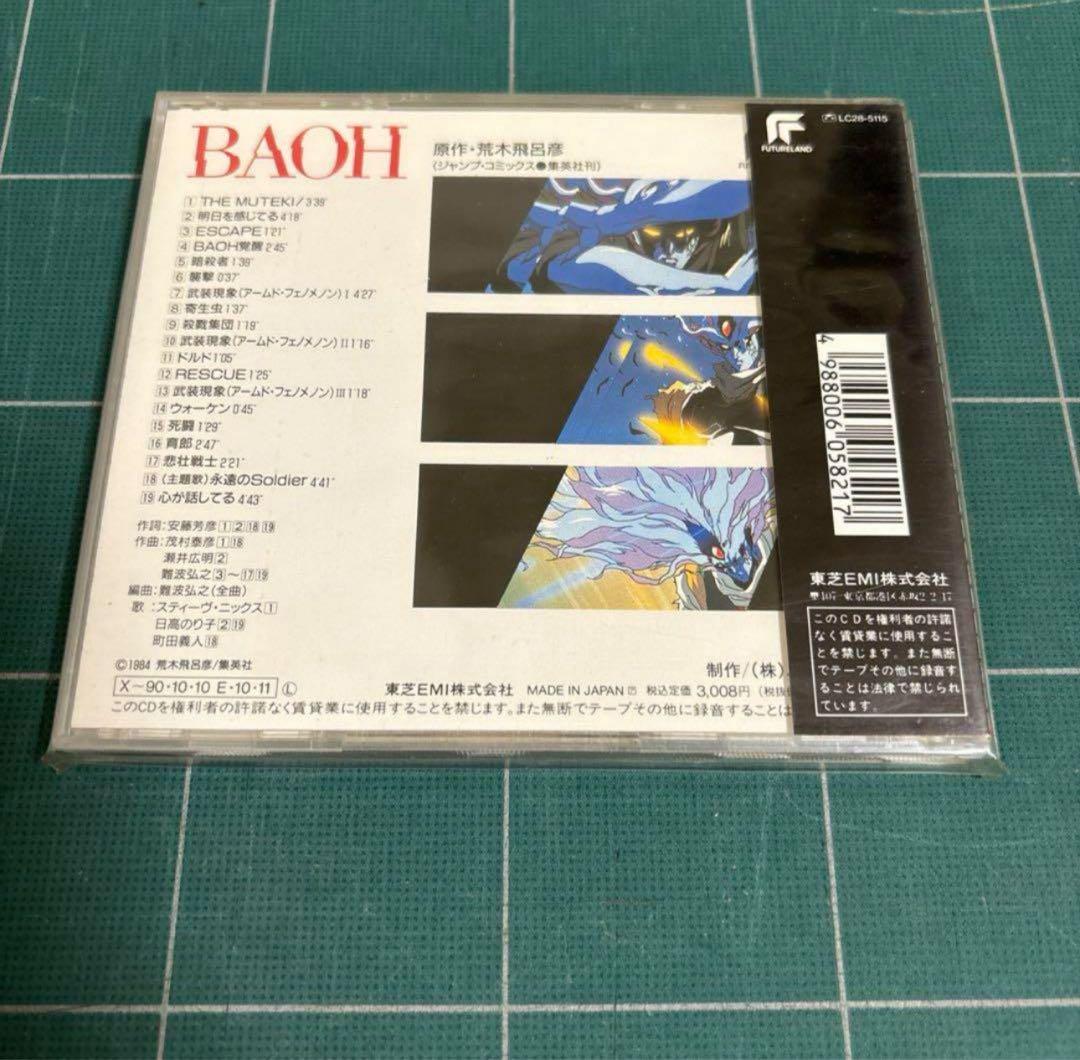 BAOH
原作・荒木飛呂彦
(ジャンプ・コミックス●集英社刊)
1 THE MUTEKI/3'39"
2 明日を感じてる4'18"
3 ESCAPE1'21"
4 BAOH覚醒2'45"
5 暗殺者1'39"
6 襲撃0'37"
7 武装現象(アームド・フェノメノン)I4'27"
8 寄生虫1'37"
9 殺戮集団1'19"
10 武装現象(アームド・フェノメノン)II1'16"
11 ドルド1'05"
12 RESCUE1'25"
13 武装現象(アームド・フェノメノン)III1'18"
14 ウォーケン0'45"
15 死闘1'29"
16 育郎2'47"
17 悲壮戦士2'21"
18 (主題歌)永遠のSoldier4'41"
19 心が話してる4'43"
作詞:安藤芳彦1 2 18 19
作曲:茂村泰彦1 18
瀬井広明2
難波弘之3〜17 19
編曲:難波弘之(全曲)
歌:スティーヴ・ニックス1
日高のり子2 19
町田義人18
©1984 荒木飛呂彦/集英社
X〜90・10・10 E・10・11 L
制作/(株)
東芝EMI株式会社 MADE IN JAPAN 税込定価 3,008円(税抜
このCDを権利者の許諾なく賃貸業に使用することを禁じます。また無断でテープその他に録音することは
FUTURELAND
LC28-5115
4 988006 058217
東芝EMI株式会社
このCDを権利者の許諾
なく賃貸業に使用するこ
とを禁じます。また無断
でテープその他に録音す
ることは法律で禁じられ
ています。